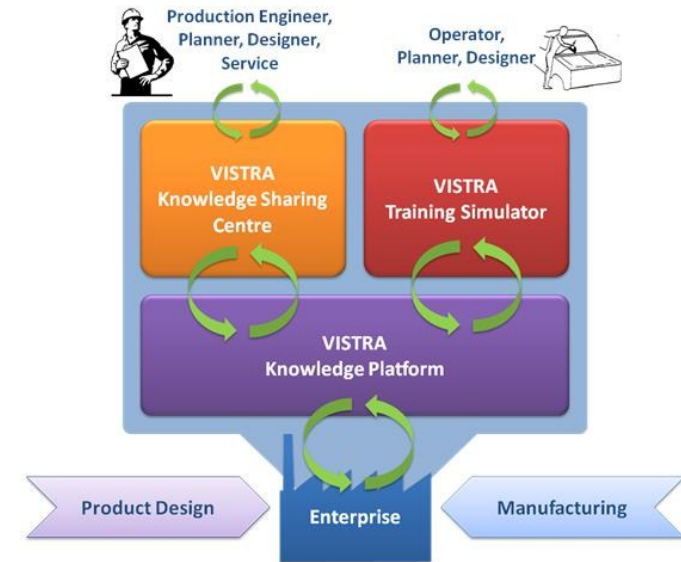 Production Engineer,
Planner, Designer,
Service
Operator,
Planner, Designer
VISTRA
Knowledge Sharing
Centre
VISTRA
Training Simulator
VISTRA
Knowledge Platform
Product Design
Enterprise
Manufacturing